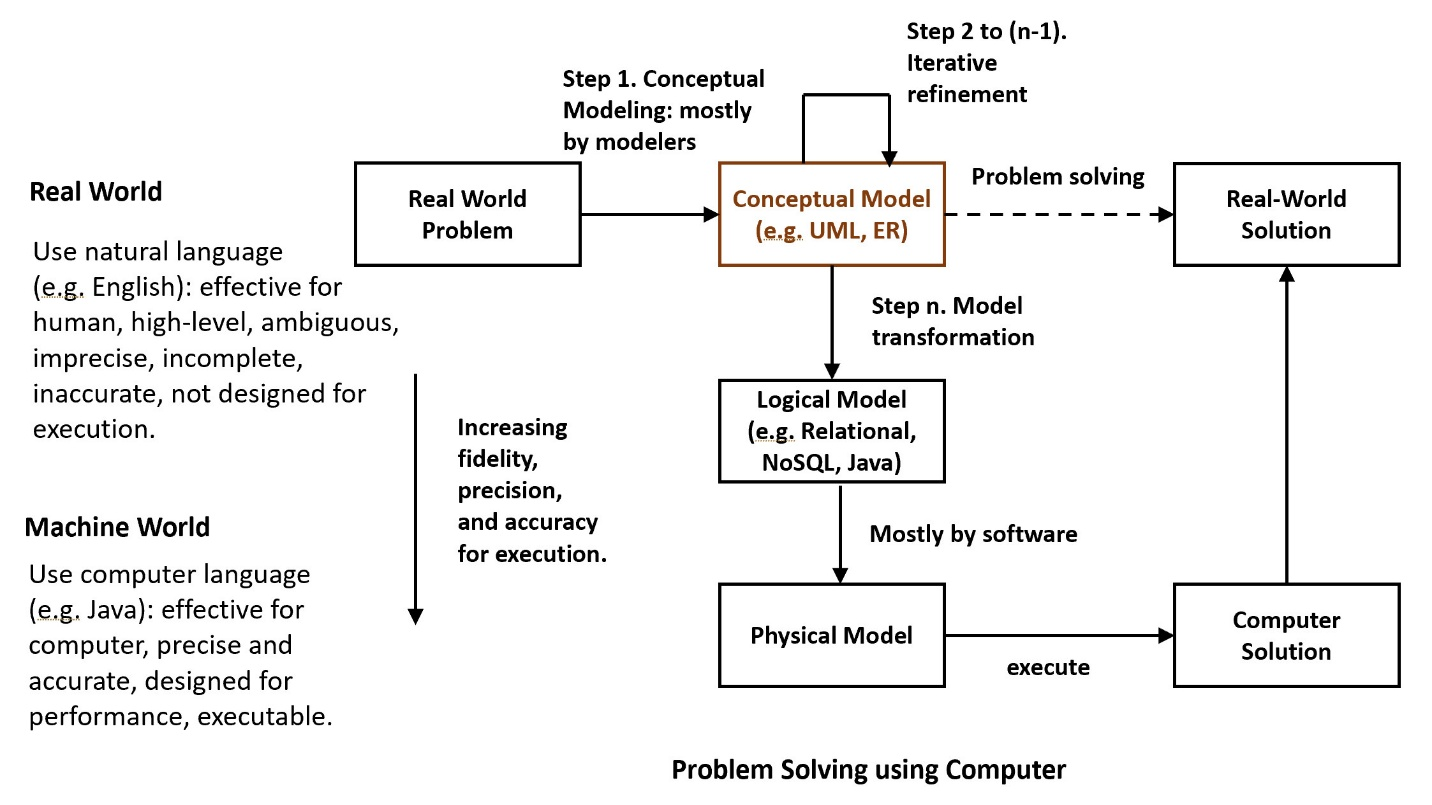 Step 2 to (n-1).
Iterative
refinement
Step 1. Conceptual
Modeling: mostly
by modelers
Real World
Real World
Problem
Conceptual Model
(e.g. UML, ER)
Problem solving
Real-World
Solution
Use natural language
(e.g. English): effective for
human, high-level, ambiguous,
imprecise, incomplete,
inaccurate, not designed for
execution.
Step n. Model
transformation
Logical Model
(e.g. Relational,
NoSQL, Java)
Increasing
fidelity,
precision,
and accuracy
for execution.
Mostly by software
Machine World
Use computer language
(e.g. Java): effective for
computer, precise and
accurate, designed for
performance, executable.
Physical Model
execute
Computer
Solution
Problem Solving using Computer